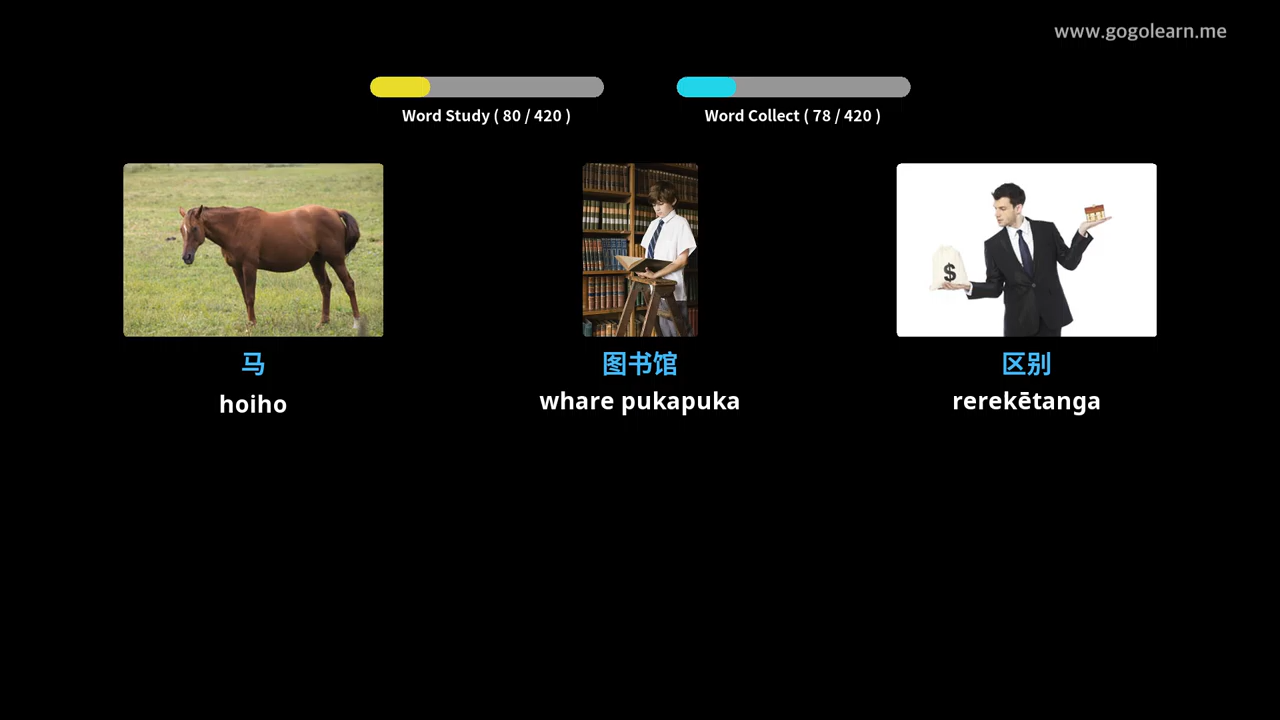 www.gogolearn.me
Word Study ( 80 / 420 )
Word Collect ( 78 / 420 )
$
马
图书馆
区别
hoiho
whare pukapuka
rerekētanga